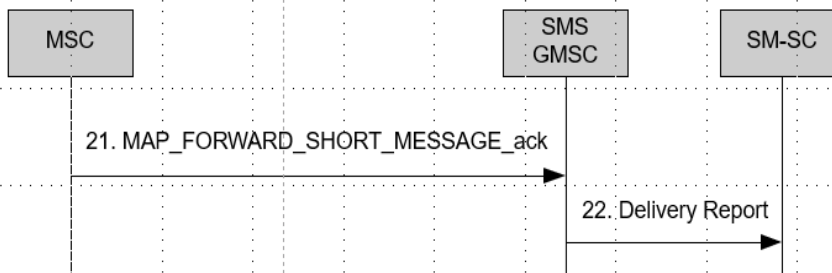 MSC
SMS
GMSC
SM-SC
21. MAP_FORWARD_SHORT_MESSAGE_ack
22. Delivery Report